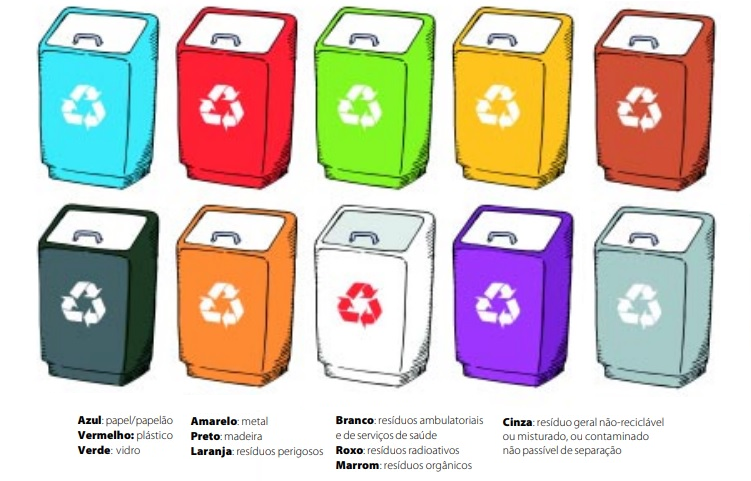 Azul: papel/papelão
Vermelho: plástico
Verde: vidro
Amarelo: metal
Preto: madeira
Laranja: resíduos perigosos
Branco: resíduos ambulatoriais
e de serviços de saúde
Roxo: resíduos radioativos
Marrom: resíduos orgânicos
Cinza: resíduo geral não-reciclável
ou misturado, ou contaminado
não passível de separação